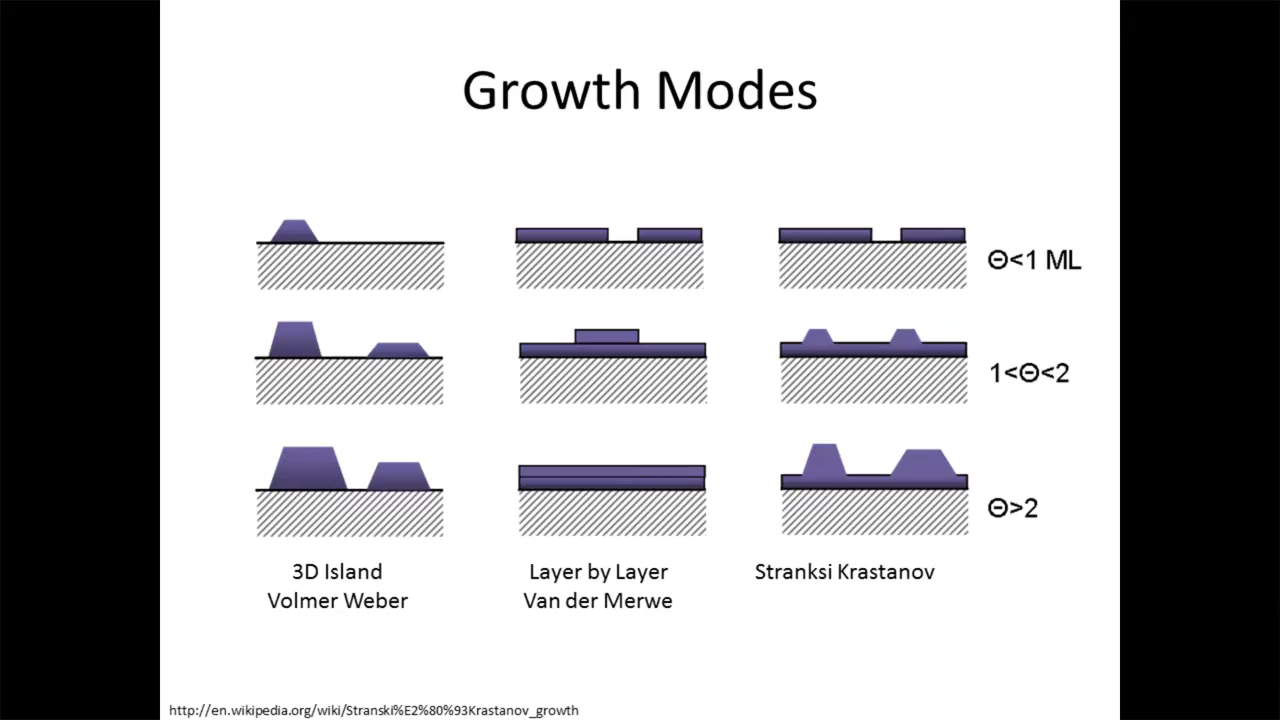 Growth Modes
Θ<1 ML
1<Θ<2
Θ>2
3D Island
Volmer Weber
Layer by Layer
Van der Merwe
Stranksi Krastanov
http://en.wikipedia.org/wiki/Stranski%E2%80%93Krastanov_growth